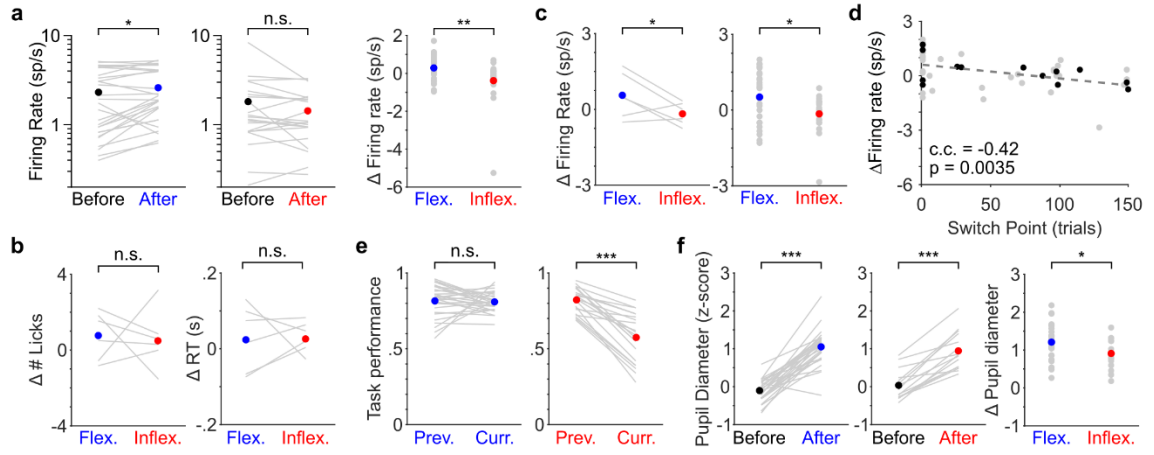 a
*
n.s.
**
10
1
Firing Rate (sp/s)
Before
After
10
1
Before
After
2
0
-2
-4
-6
Δ Firing rate (sp/s)
Flex.
Inflex.
c
*
*
3
0
-3
Δ Firing Rate (sp/s)
Flex.
Inflex.
3
0
-3
Flex.
Inflex.
d
3
0
-3
-6
ΔFiring rate (sp/s)
c.c. = -0.42
p = 0.0035
0
50
100
150
Switch Point (trials)
b
n.s.
n.s.
4
0
-4
Δ # Licks
Flex.
Inflex.
.2
0
-.2
Δ RT (s)
Flex.
Inflex.
e
n.s.
***
1
.5
0
Task performance
Prev.
Curr.
1
.5
0
Prev.
Curr.
f
***
***
*
3
2
1
0
-1
Pupil Diameter (z-score)
Before
After
3
2
1
0
-1
Before
After
3
2
1
0
-1
Δ Pupil diameter
Flex.
Inflex.